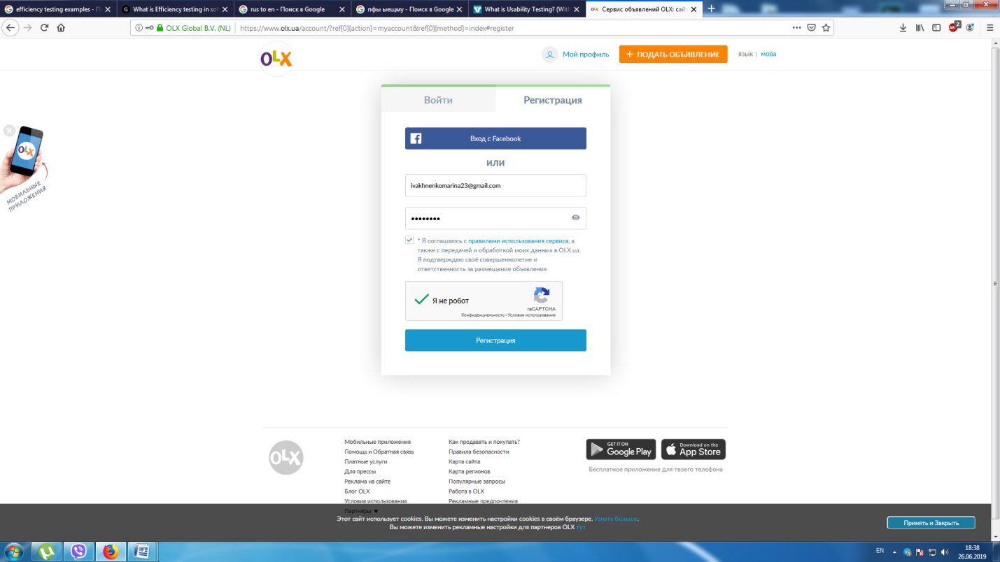 efficiency testing examples - П
What is Efficiency testing in sof
rus to en - Поиск в Google
пфы ыещму - Поиск в Google
What is Usability Testing? (With
Сервис объявлений OLX: сайт
OLX Global B.V. (NL)
https://www.olx.ua/account/?ref[0][action]=myaccount&ref[0][method]=index#register
2
OLX
Мой профиль
+ ПОДАТЬ ОБЪЯВЛЕНИЕ
язык | мова
Войти
Регистрация
Вход с Facebook
или
ivakhnenkomarina23@gmail.com
* Я соглашаюсь с правилами использования сервиса, а
также с передачей и обработкой моих данных в OLX.ua.
Я подтверждаю своё совершеннолетие и
ответственность за размещение объявления
Я не робот
reCAPTCHA
Конфиденциальность - Условия использования
Регистрация
OLX
МОБИЛЬНЫЕ
ПРИЛОЖЕНИЯ
OLX
Мобильные приложения
Помощь и Обратная связь
Платные услуги
Для прессы
Реклама на сайте
Блог OLX
Условия использования
Партнёры ▼
Как продавать и покупать?
Правила безопасности
Карта сайта
Карта регионов
Популярные запросы
Работа в OLX
Рекламные предпочтения
GET IT ON
Google Play
Download on the
App Store
Бесплатное приложение для твоего телефона
Этот сайт использует cookies. Вы можете изменить настройки cookies в своём браузере. Узнать больше.
Вы можете изменить рекламные настройки для партнеров OLX тут
Принять и Закрыть
EN
18:38
26.06.2019